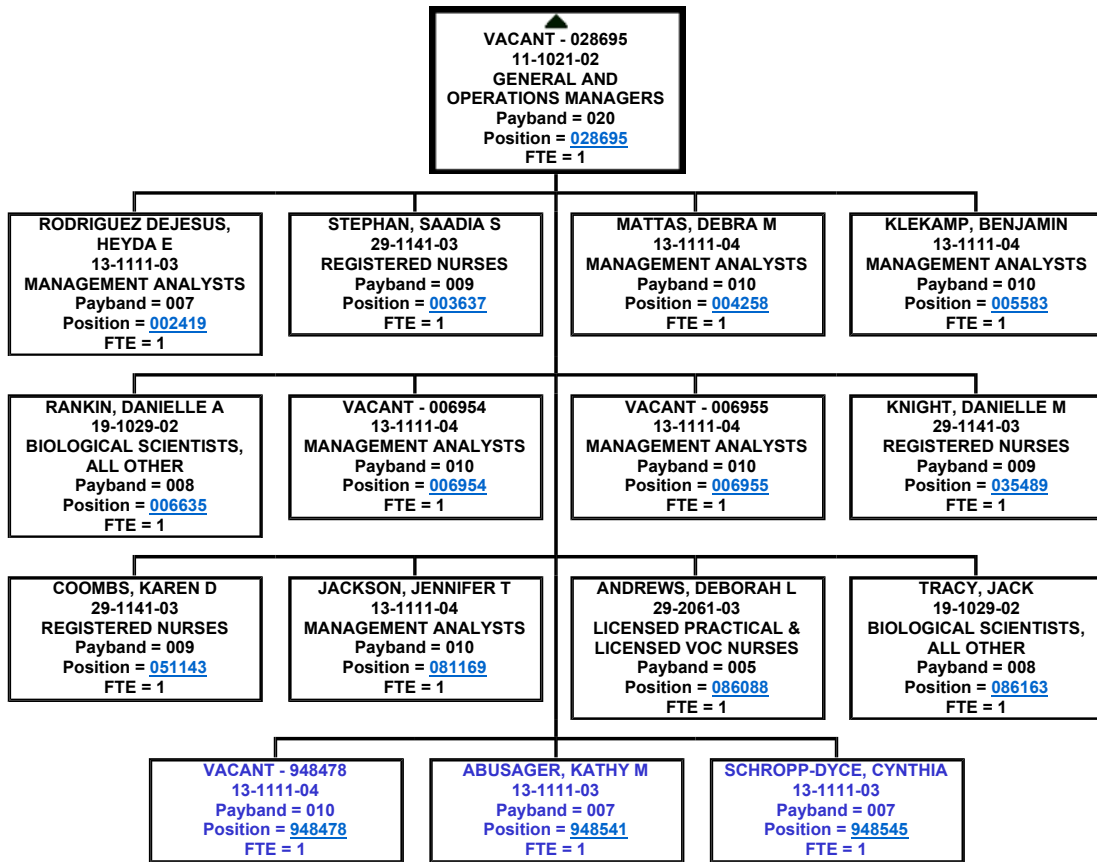 VACANT - 028695
11-1021-02
GENERAL AND
OPERATIONS MANAGERS
Payband = 020
Position = 028695
FTE = 1
RODRIGUEZ DEJESUS,
HEYDA E
13-1111-03
MANAGEMENT ANALYSTS
Payband = 007
Position = 002419
FTE = 1
STEPHAN, SAADIA S
29-1141-03
REGISTERED NURSES
Payband = 009
Position = 003637
FTE = 1
MATTAS, DEBRA M
13-1111-04
MANAGEMENT ANALYSTS
Payband = 010
Position = 004258
FTE = 1
KLEKAMP, BENJAMIN
13-1111-04
MANAGEMENT ANALYSTS
Payband = 010
Position = 005583
FTE = 1
RANKIN, DANIELLE A
19-1029-02
BIOLOGICAL SCIENTISTS,
ALL OTHER
Payband = 008
Position = 006635
FTE = 1
VACANT - 006954
13-1111-04
MANAGEMENT ANALYSTS
Payband = 010
Position = 006954
FTE = 1
VACANT - 006955
13-1111-04
MANAGEMENT ANALYSTS
Payband = 010
Position = 006955
FTE = 1
KNIGHT, DANIELLE M
29-1141-03
REGISTERED NURSES
Payband = 009
Position = 035489
FTE = 1
COOMBS, KAREN D
29-1141-03
REGISTERED NURSES
Payband = 009
Position = 051143
FTE = 1
JACKSON, JENNIFER T
13-1111-04
MANAGEMENT ANALYSTS
Payband = 010
Position = 081169
FTE = 1
ANDREWS, DEBORAH L
29-2061-03
LICENSED PRACTICAL &
LICENSED VOC NURSES
Payband = 005
Position = 086088
FTE = 1
TRACY, JACK
19-1029-02
BIOLOGICAL SCIENTISTS,
ALL OTHER
Payband = 008
Position = 086163
FTE = 1
VACANT - 948478
13-1111-04
Payband = 010
Position = 948478
FTE = 1
ABUSAGER, KATHY M
13-1111-03
Payband = 007
Position = 948541
FTE = 1
SCHROPP-DYCE, CYNTHIA
13-1111-03
Payband = 007
Position = 948545
FTE = 1